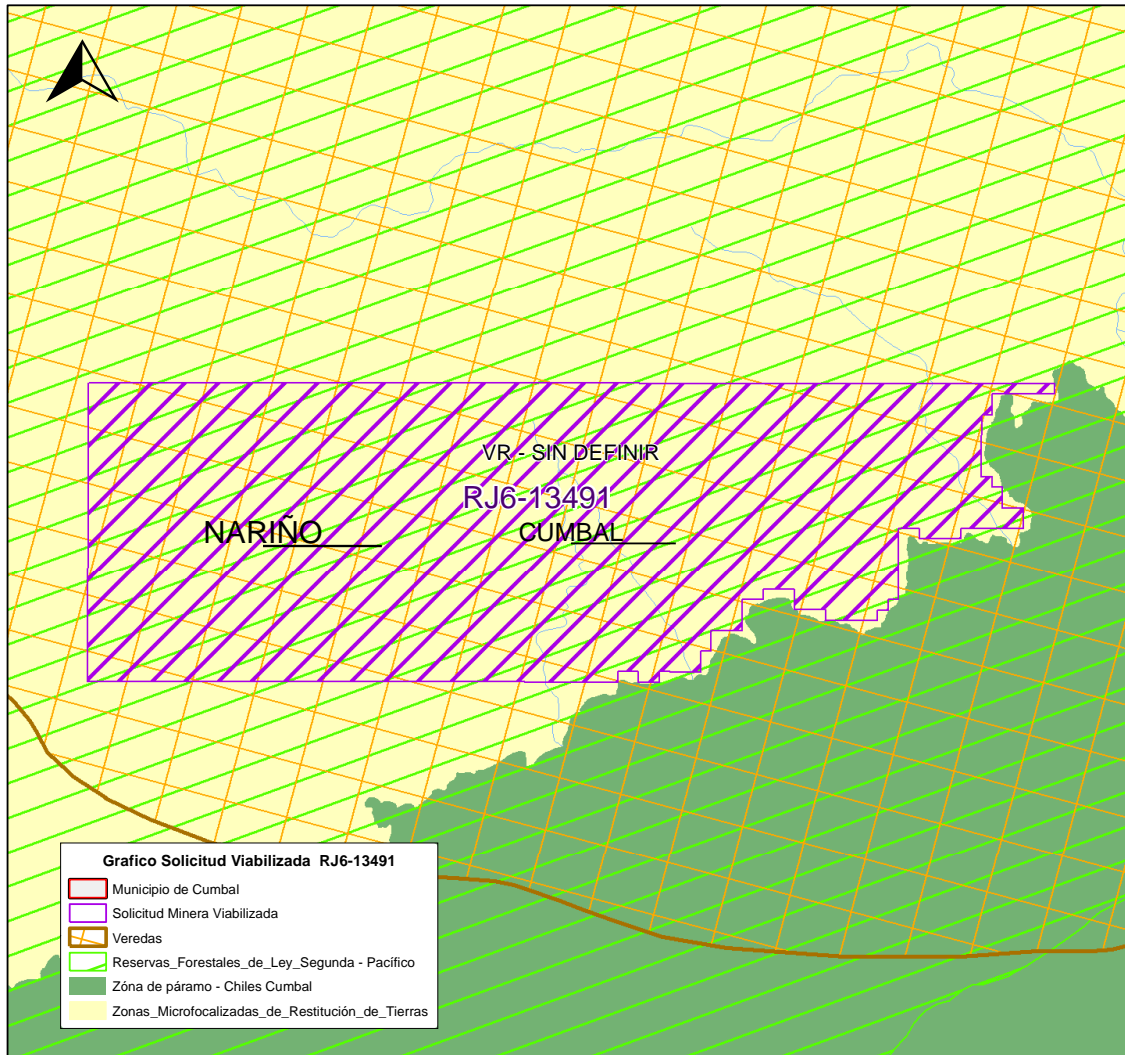 VR - SIN DEFINIR
RJ6-13491
NARIÑO
CUMBAL
Grafico Solicitud Viabilizada RJ6-13491
Municipio de Cumbal
Solicitud Minera Viabilizada
Veredas
Reservas_Forestales_de_Ley_Segunda - Pacífico
Zóna de páramo - Chiles Cumbal
Zonas_Microfocalizadas_de_Restitución_de_Tierras